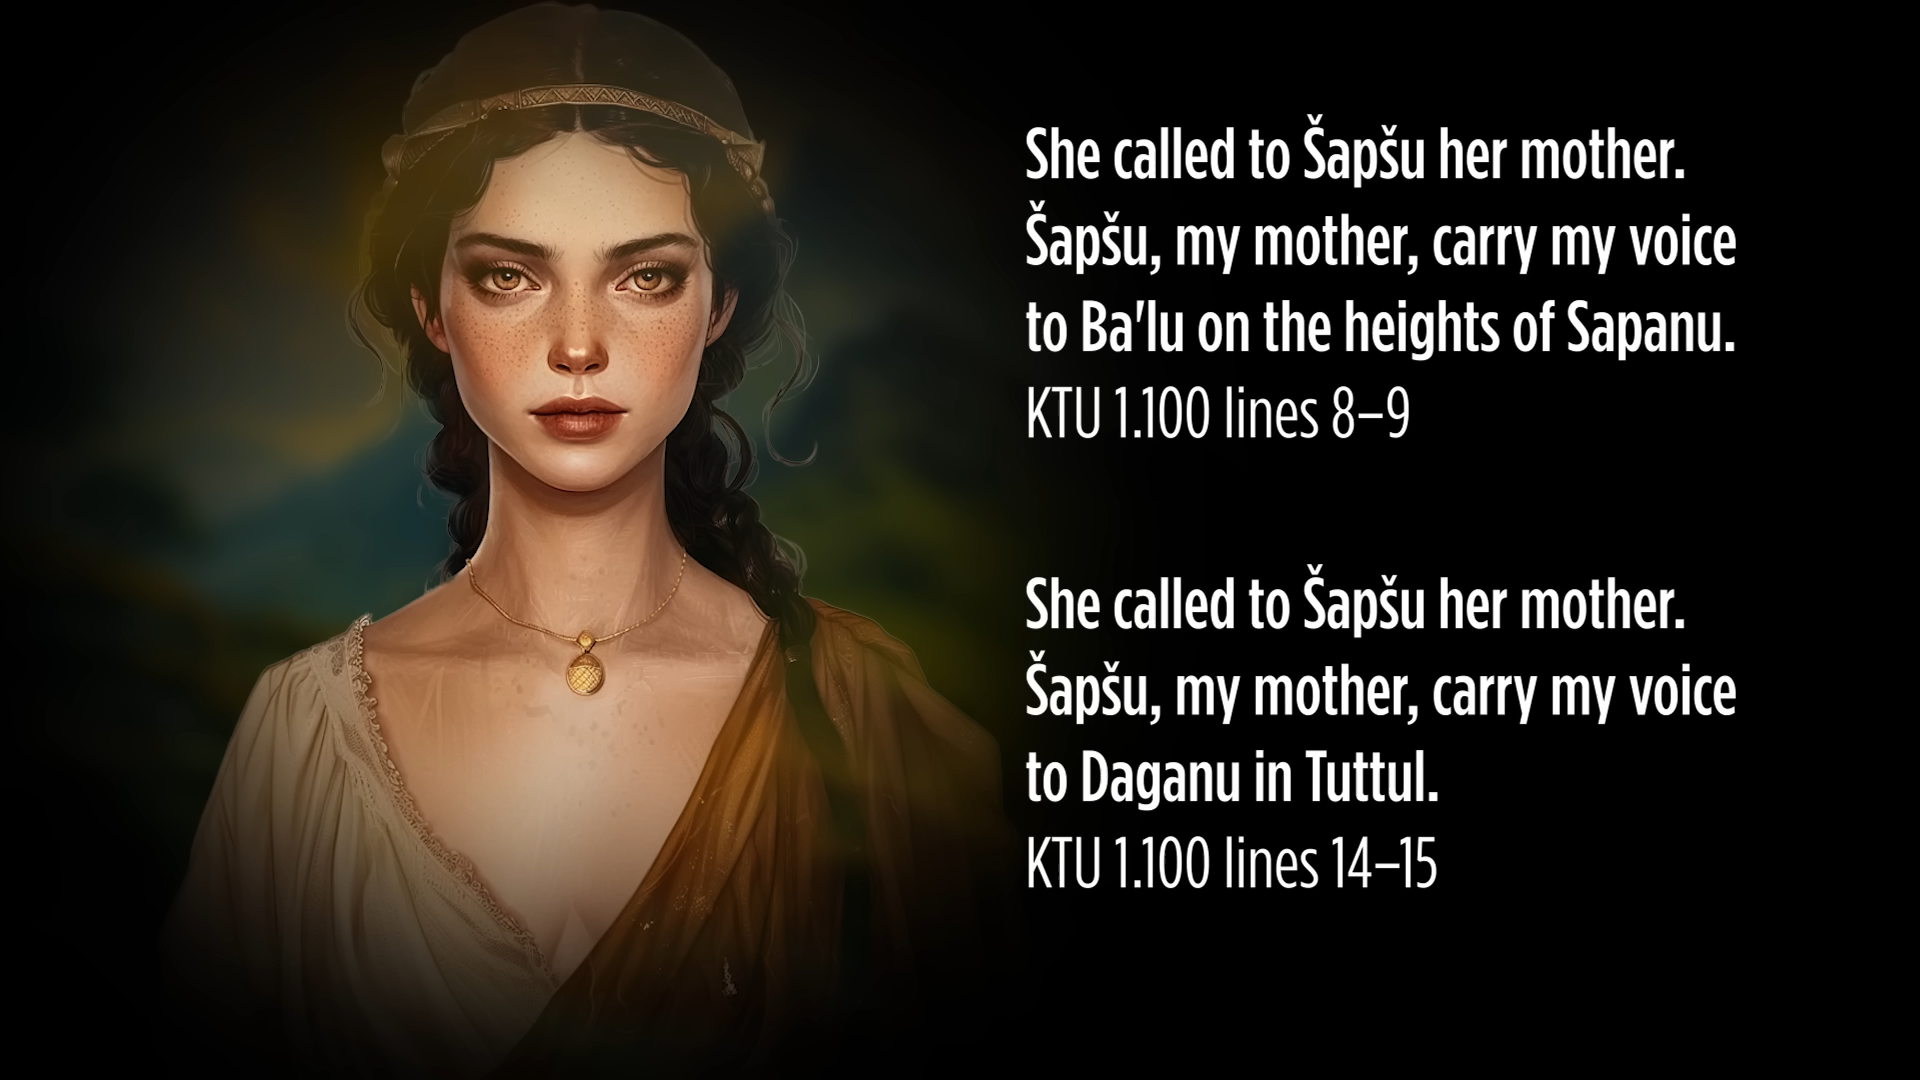 She called to Šapšu her mother.
Šapšu, my mother, carry my voice
to Ba'lu on the heights of Sapanu.
KTU 1.100 lines 8–9
She called to Šapšu her mother.
Šapšu, my mother, carry my voice
to Daganu in Tuttul.
KTU 1.100 lines 14–15